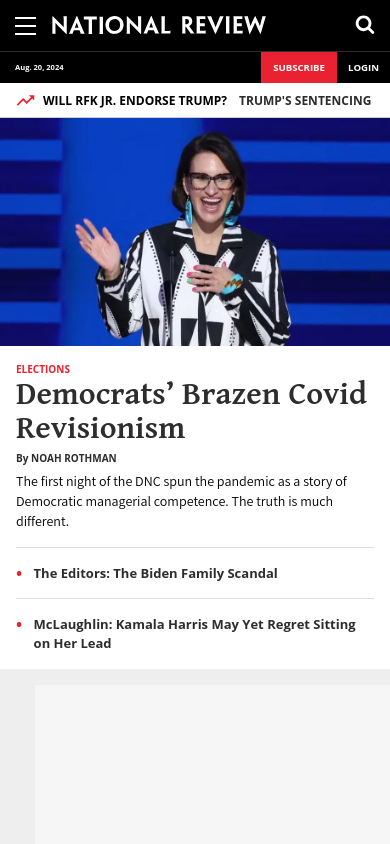 NATIONAL REVIEW
Aug. 20, 2024
SUBSCRIBE
LOGIN
WILL RFK JR. ENDORSE TRUMP?
TRUMP'S SENTENCING
ELECTIONS
Democrats’ Brazen Covid
Revisionism
By NOAH ROTHMAN
The first night of the DNC spun the pandemic as a story of
Democratic managerial competence. The truth is much
different.
• The Editors: The Biden Family Scandal
• McLaughlin: Kamala Harris May Yet Regret Sitting
on Her Lead